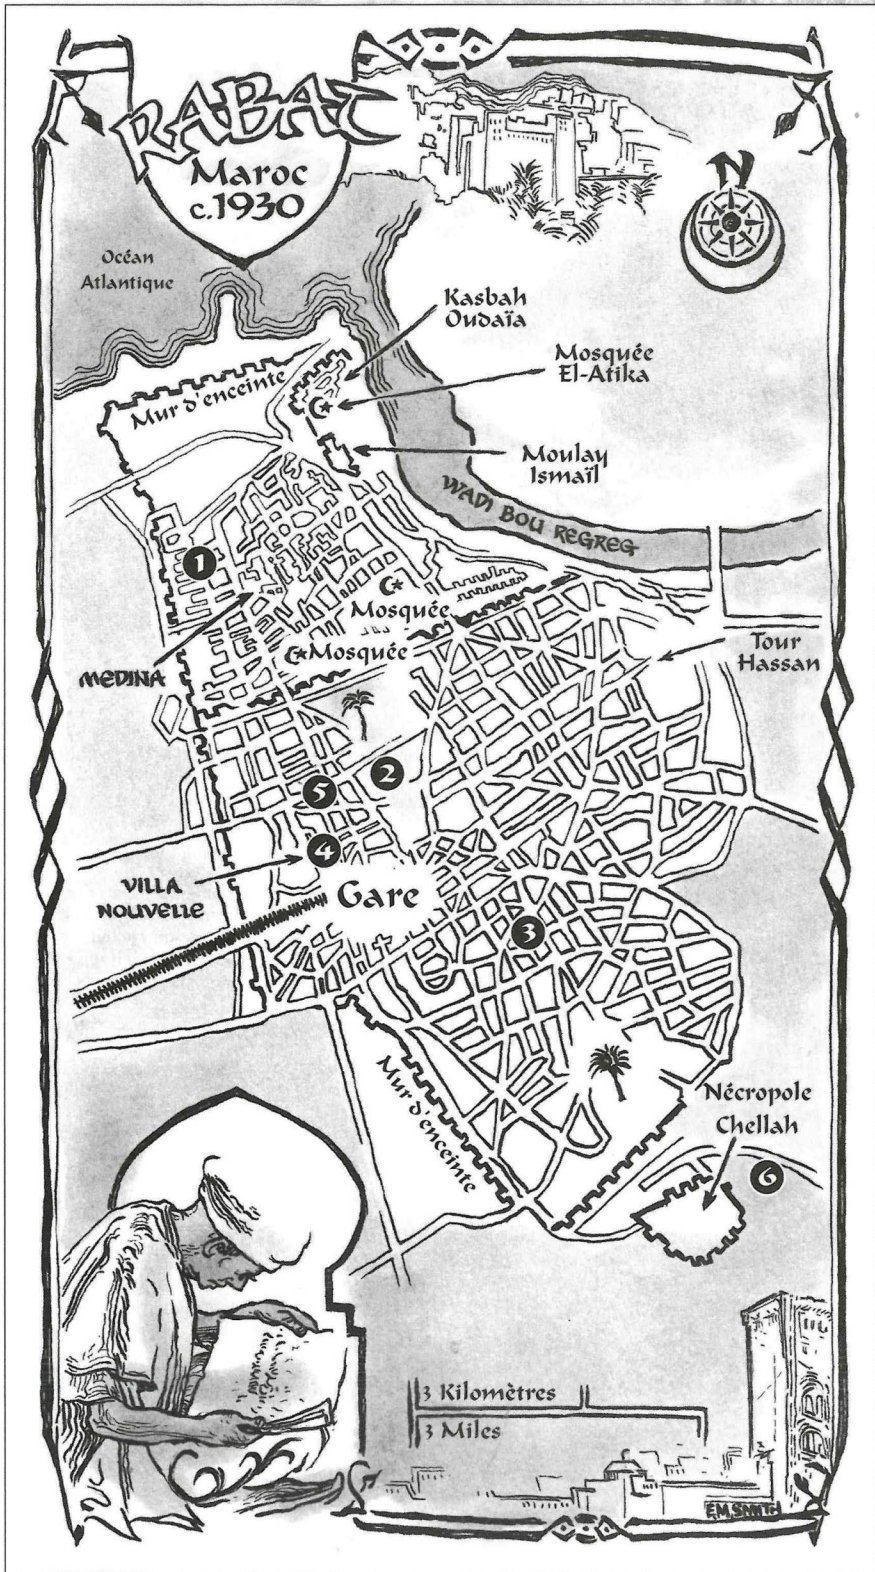 RABAT
Maroc
c.1930
N
Océan
Atlantique
Kasbah
Oudaïa
Mosquée
El-Atika
Mur d'enceinte
Moulay
Ismaïl
WADI BOU REGREG
1
Mosquée
Mosquée
Tour
Hassan
MEDINA
2
5
4
VILLA
NOUVELLE
Gare
3
Mur d'enceinte
Nécropole
Chellah
6
3 Kilomètres
3 Miles
E.M.SMITH